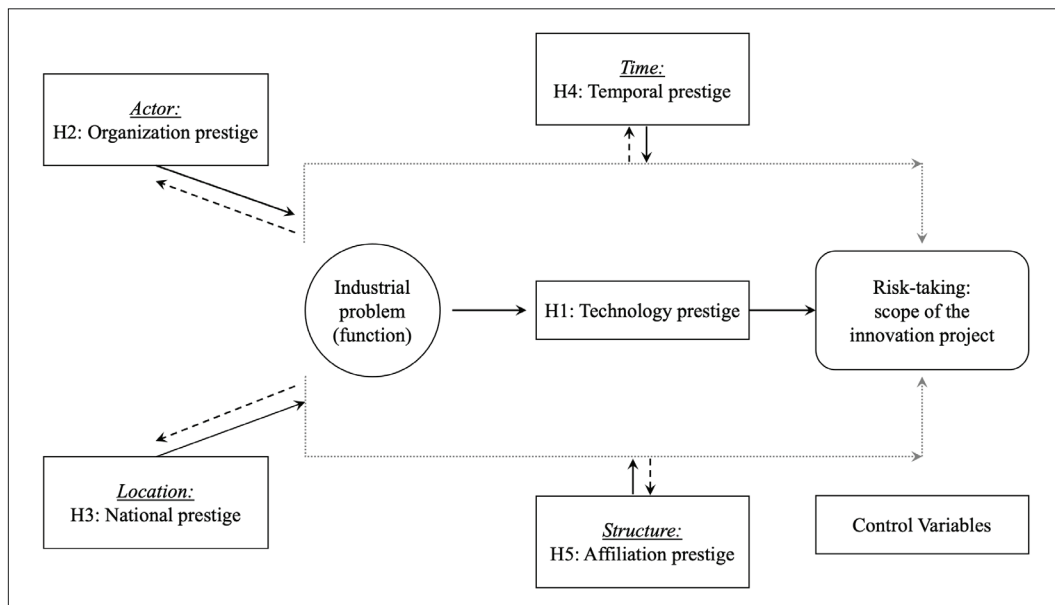 Actor:
H2: Organization prestige
Time:
H4: Temporal prestige
Industrial
problem
(function)
H1: Technology prestige
Risk-taking:
scope of the
innovation project
Location:
H3: National prestige
Structure:
H5: Affiliation prestige
Control Variables